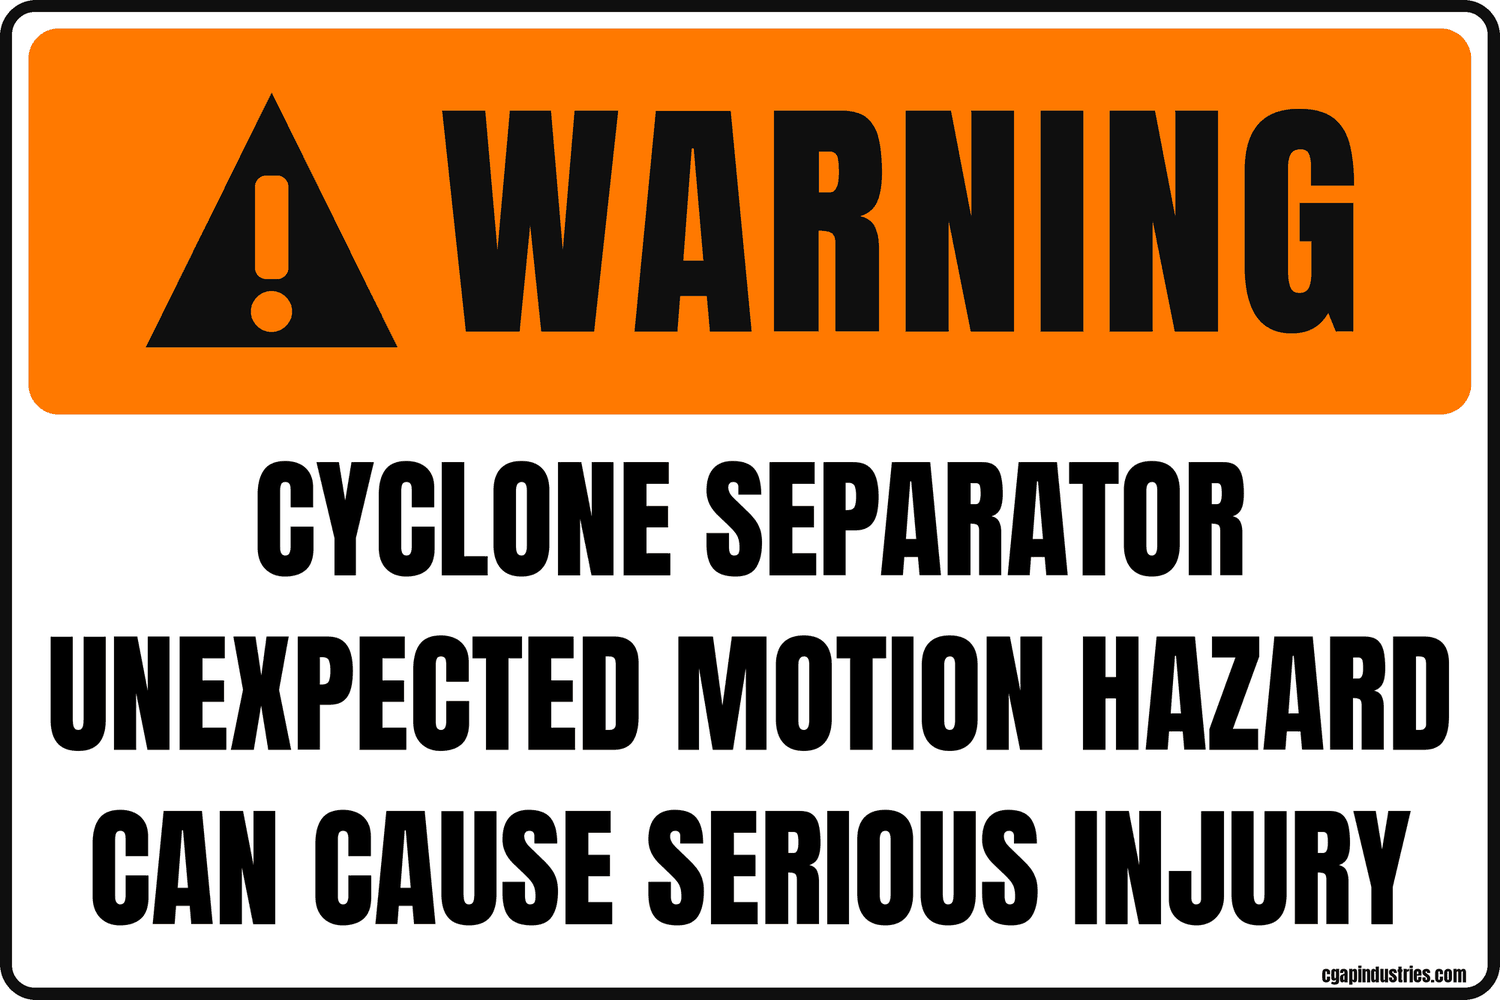 WARNING
CYCLONE SEPARATOR
UNEXPECTED MOTION HAZARD
CAN CAUSE SERIOUS INJURY
cgapindustries.com